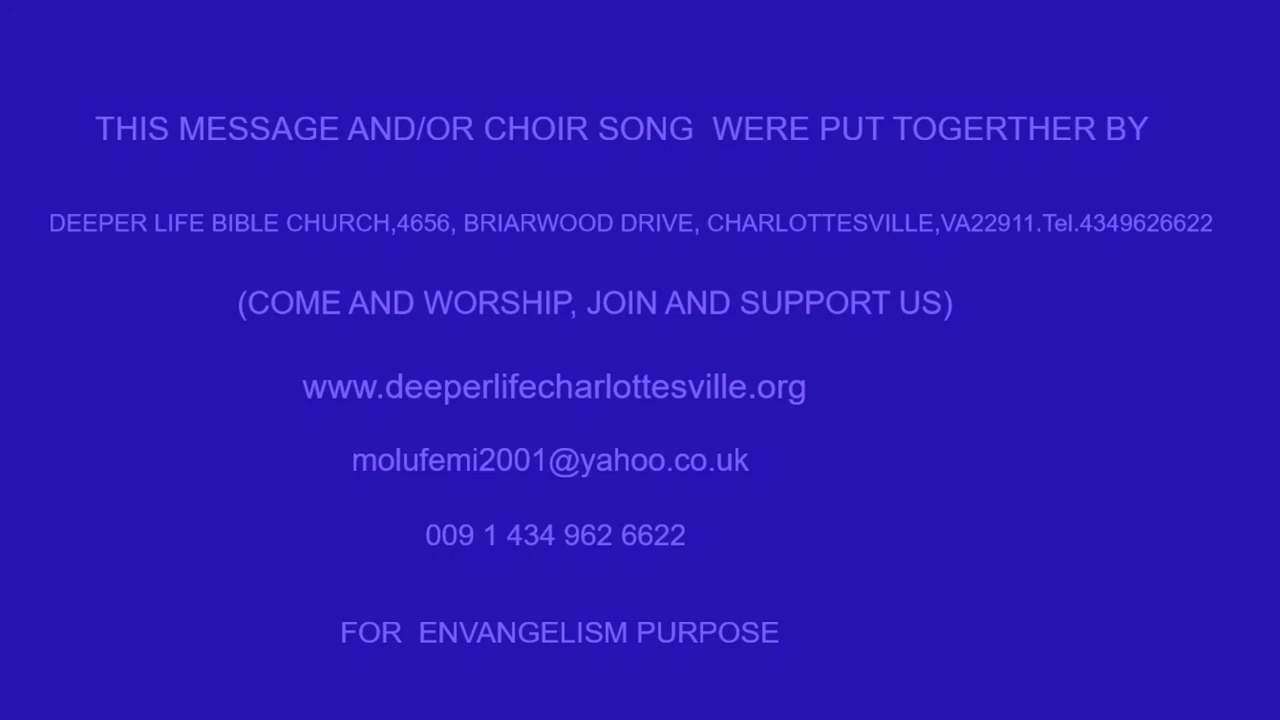 THIS MESSAGE AND/OR CHOIR SONG  WERE PUT TOGERTHER BY
DEEPER LIFE BIBLE CHURCH,4656, BRIARWOOD DRIVE, CHARLOTTESVILLE,VA22911.Tel.4349626622
(COME AND WORSHIP, JOIN AND SUPPORT US)
www.deeperlifecharlottesville.org
molufemi2001@yahoo.co.uk
009 1 434 962 6622
FOR  ENVANGELISM PURPOSE